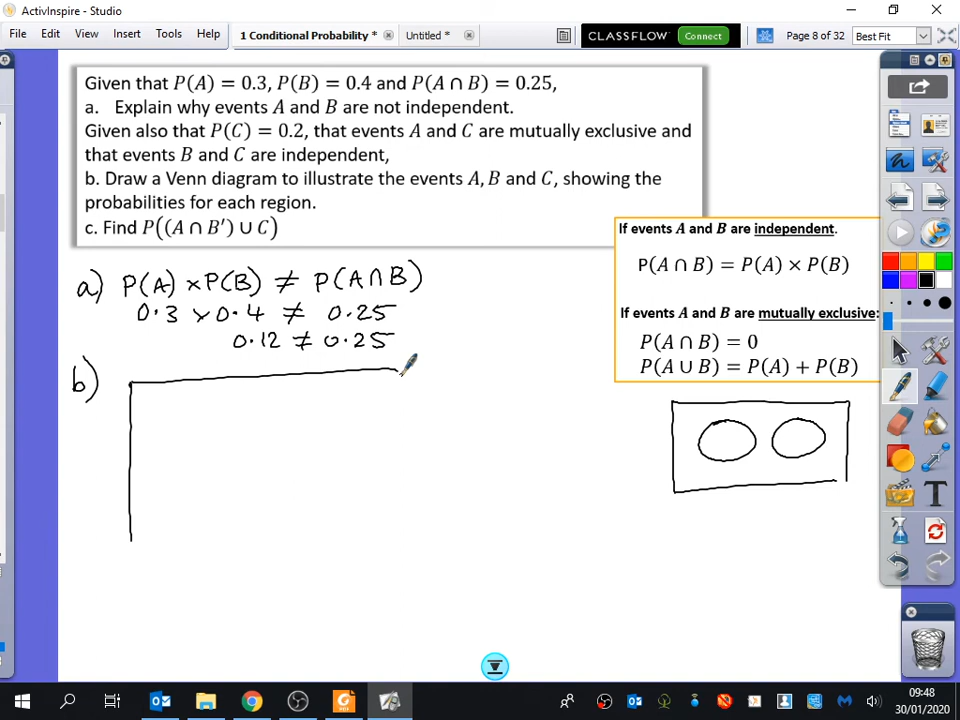 ActivInspire - Studio
File Edit View Insert Tools Help
1 Conditional Probability *
Untitled *
CLASSFLOW Connect
Page 8 of 32
Best Fit
Given that P(A) = 0.3, P(B) = 0.4 and P(A ∩ B) = 0.25,
a. Explain why events A and B are not independent.
Given also that P(C) = 0.2, that events A and C are mutually exclusive and
that events B and C are independent,
b. Draw a Venn diagram to illustrate the events A, B and C, showing the
probabilities for each region.
c. Find P((A ∩ B′) ∪ C)
If events A and B are independent.
P(A ∩ B) = P(A) × P(B)
If events A and B are mutually exclusive:
P(A ∩ B) = 0
P(A ∪ B) = P(A) + P(B)
a) P(A) × P(B) ≠ P(A ∩ B)
0.3 × 0.4 ≠ 0.25
0.12 ≠ 0.25
b)
09:48
30/01/2020